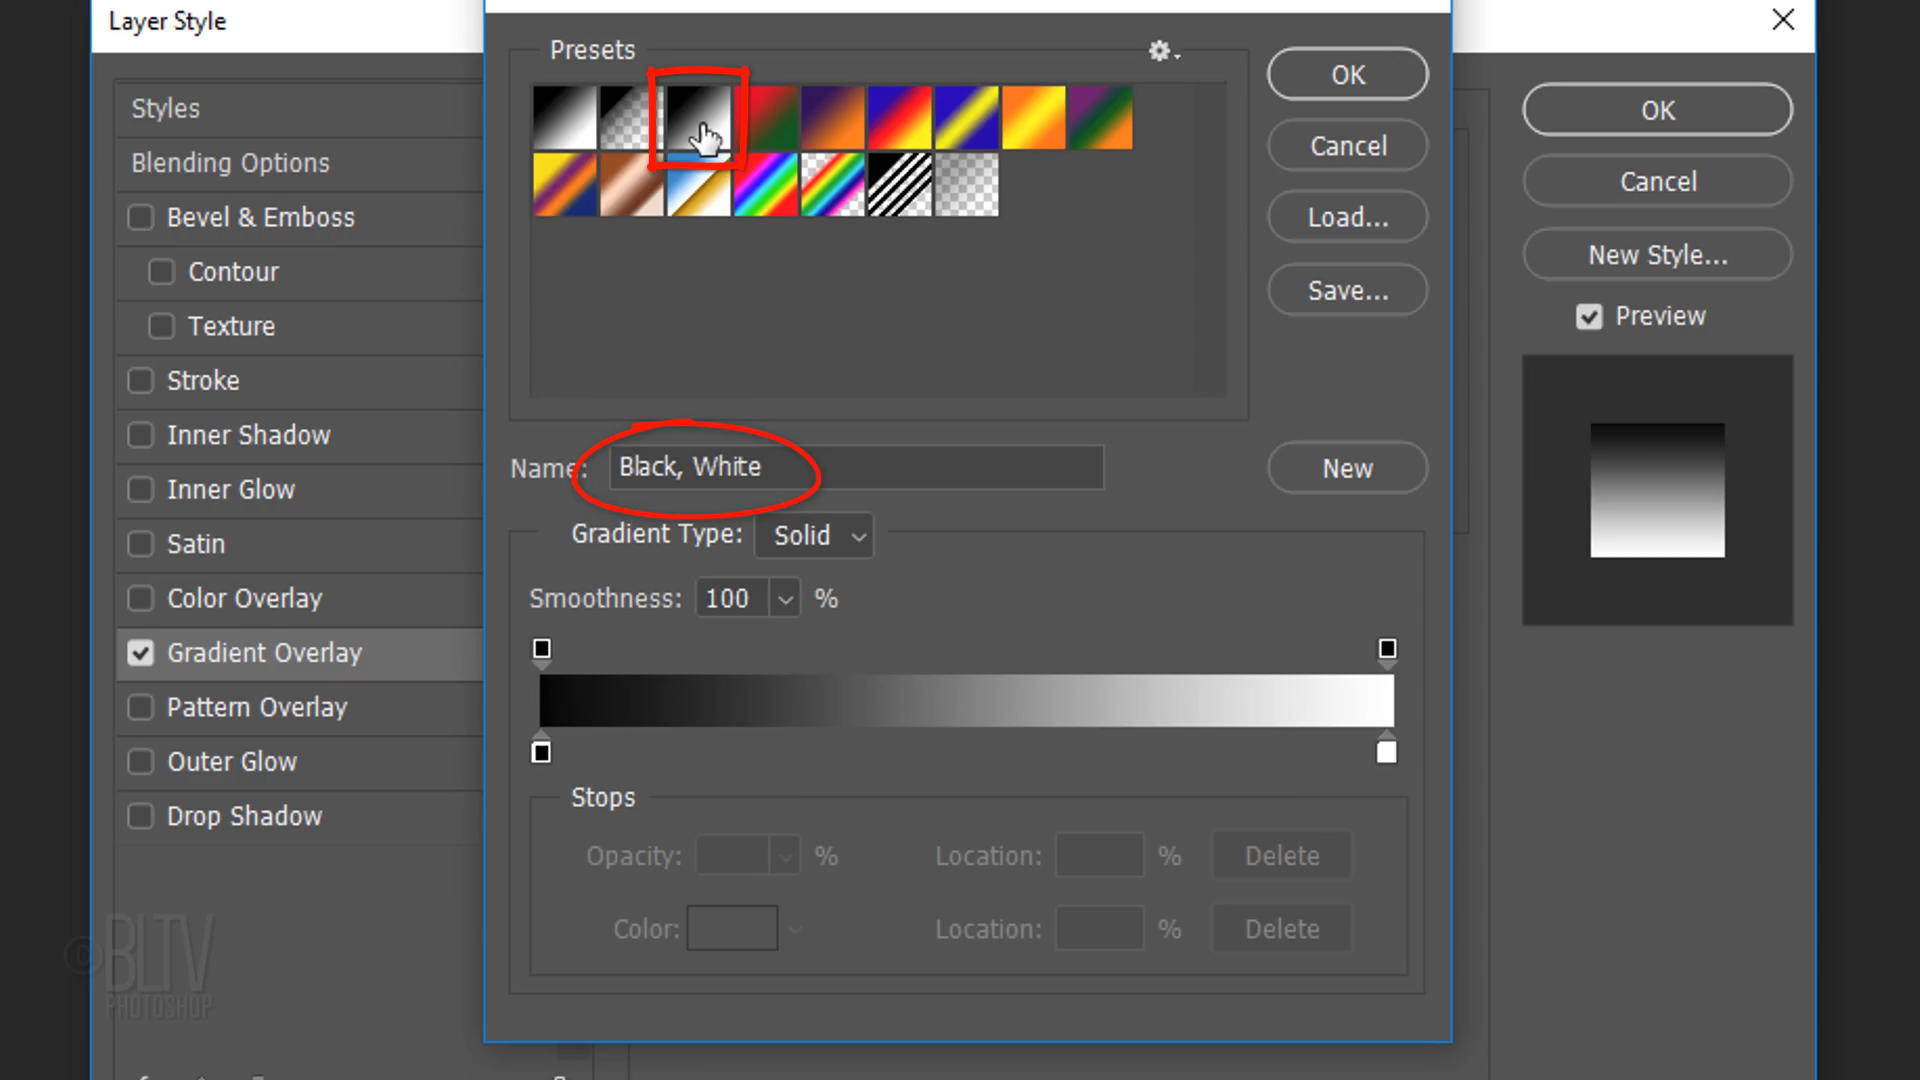 Layer Style
Styles
Blending Options
Bevel & Emboss
Contour
Texture
Stroke
Inner Shadow
Inner Glow
Satin
Color Overlay
Gradient Overlay
Pattern Overlay
Outer Glow
Drop Shadow
Presets
OK
Cancel
Load...
Save...
Name: Black, White
New
Gradient Type: Solid
Smoothness: 100 %
Stops
Opacity: % Location: % Delete
Color: Location: % Delete
OK
Cancel
New Style...
Preview
© BLTV
PHOTOSHOP